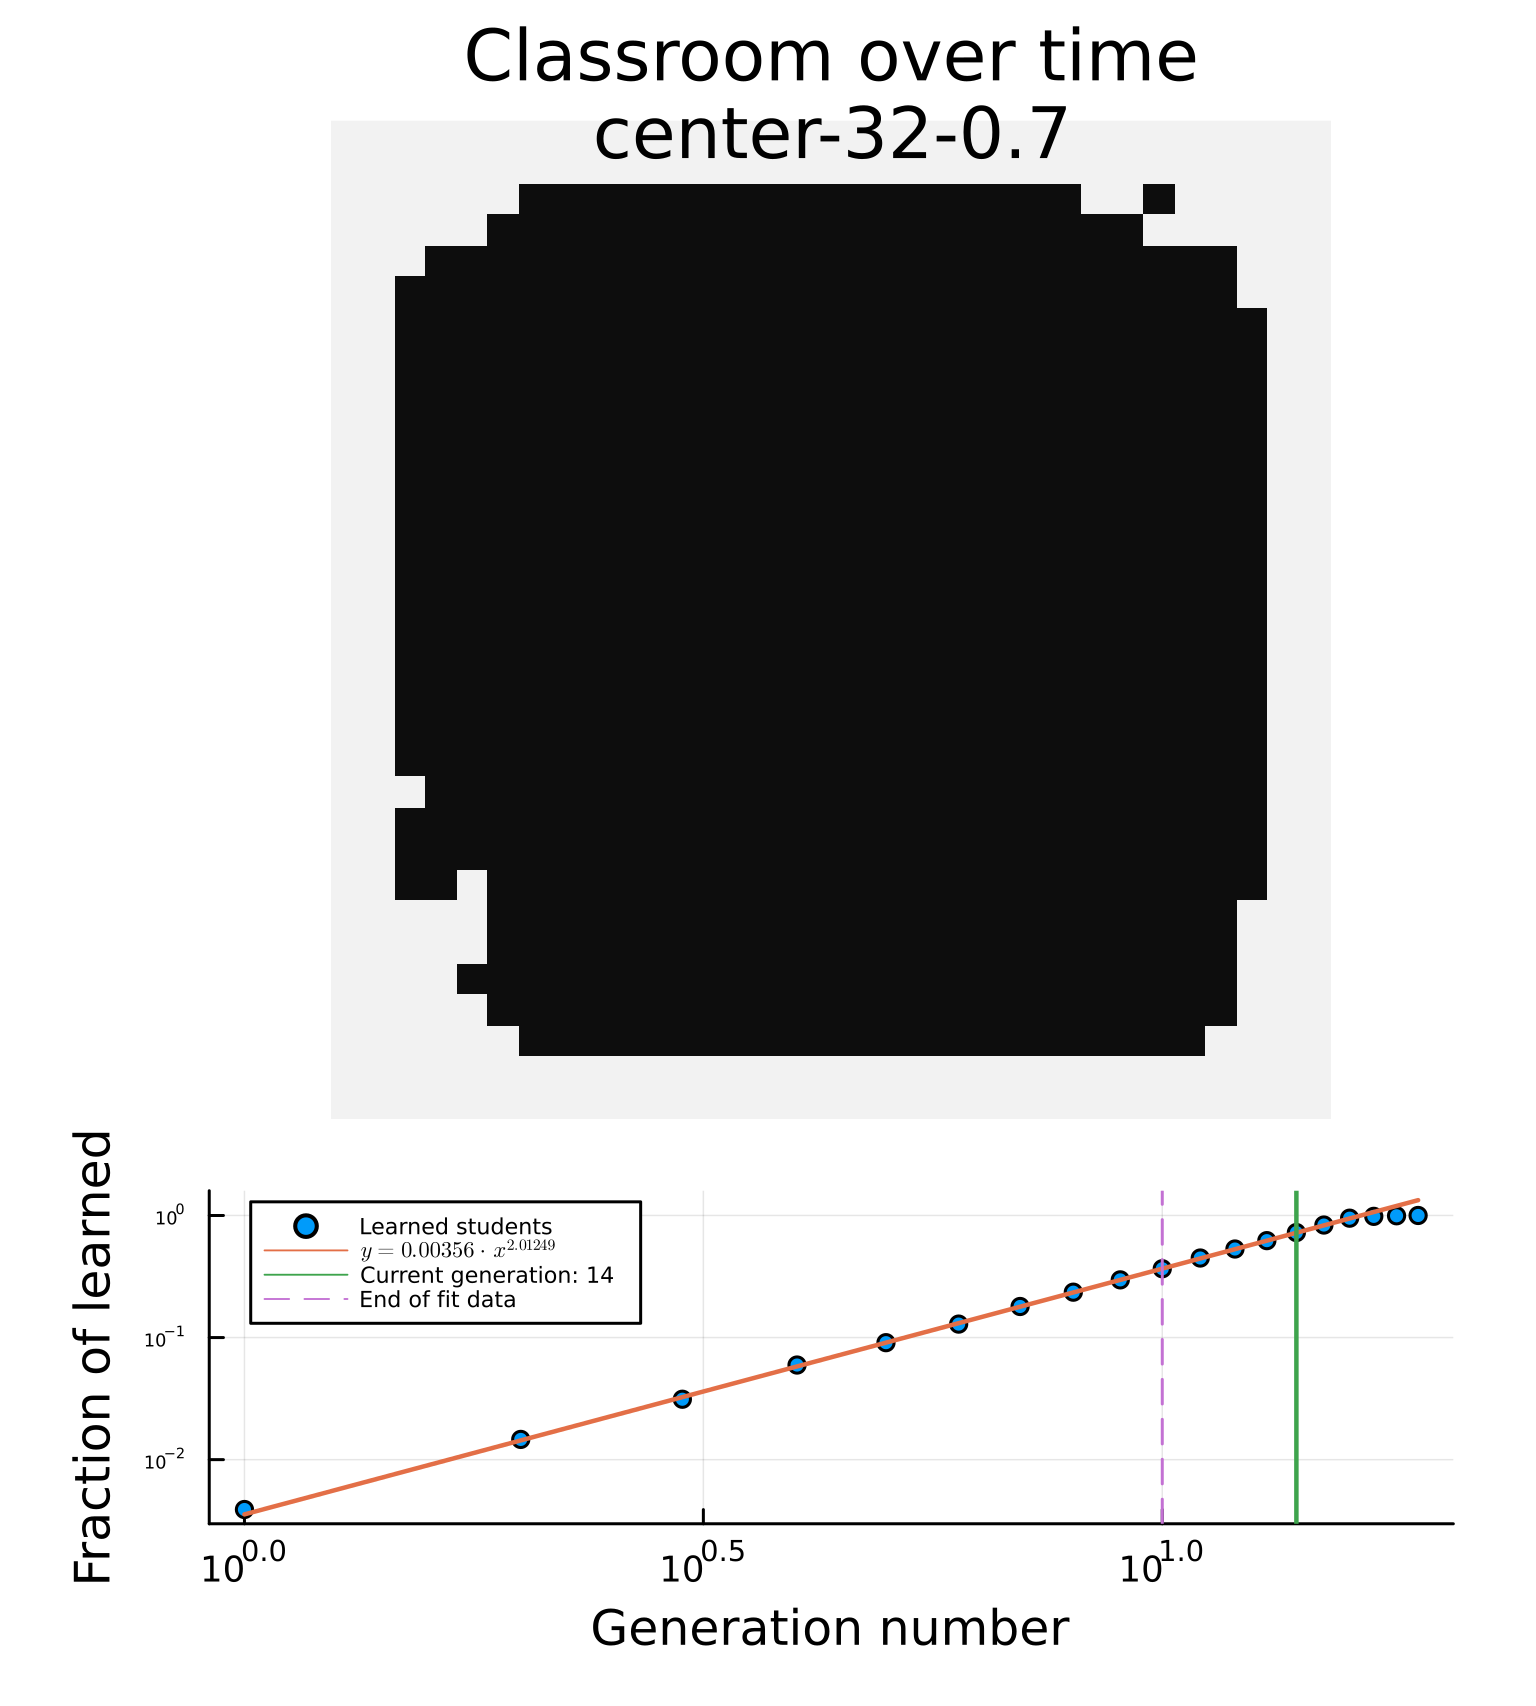 Classroom over time
center-32-0.7
Fraction of learned
10⁰
10⁻¹
10⁻²
Learned students
y = 0.00356 · x^{2.01249}
Current generation: 14
End of fit data
10^{0.0} 10^{0.5} 10^{1.0}
Generation number